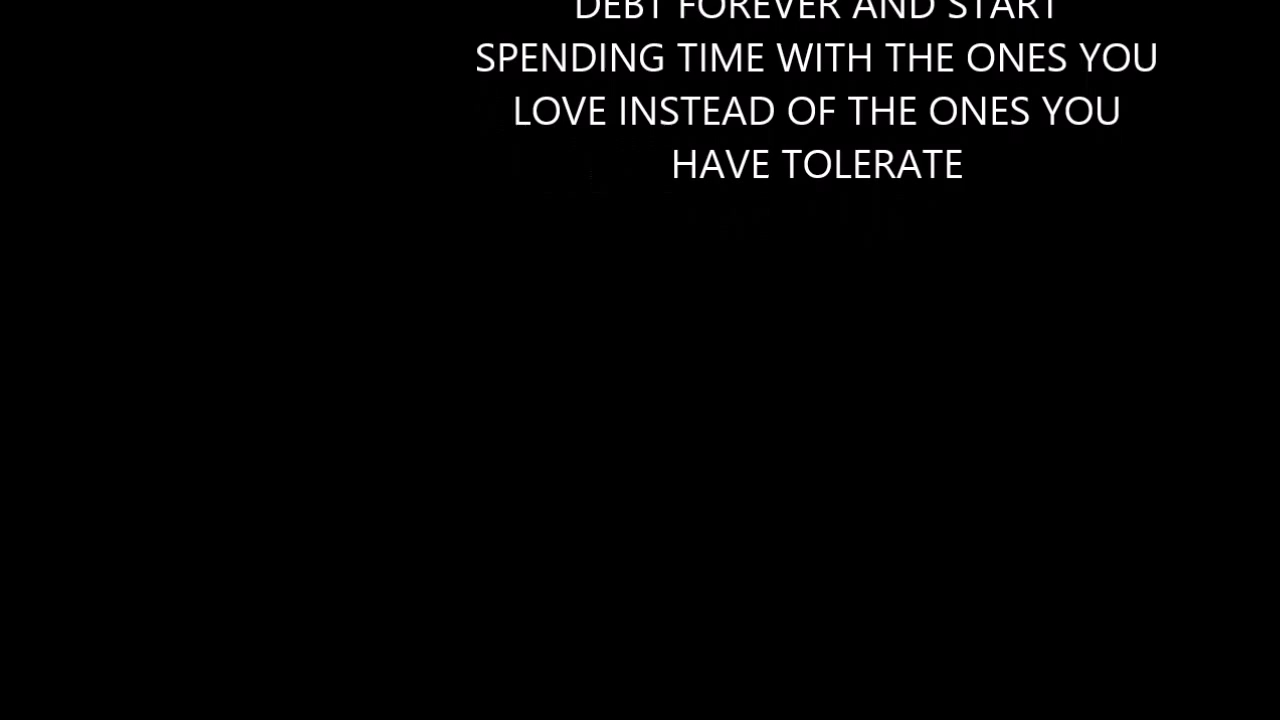 DEBT FOREVER AND START
SPENDING TIME WITH THE ONES YOU
LOVE INSTEAD OF THE ONES YOU
HAVE TOLERATE